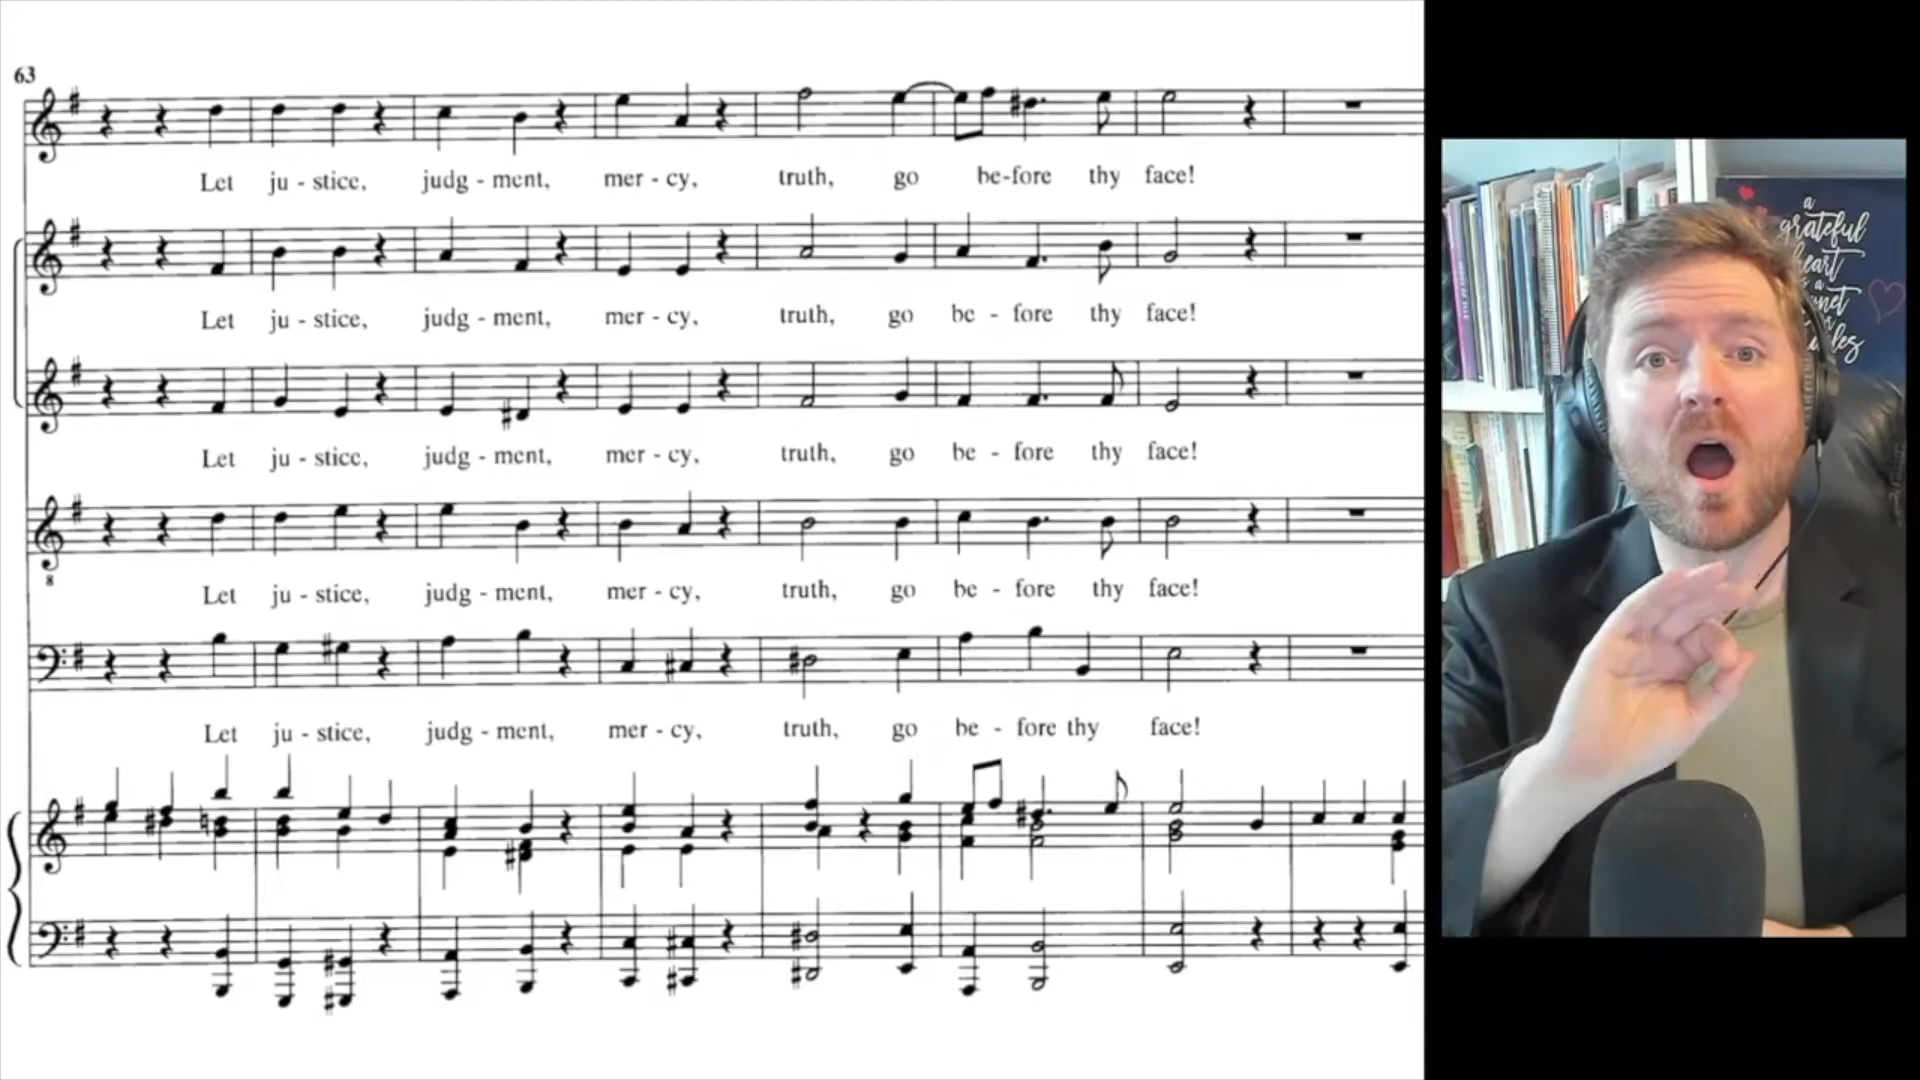 63
Let ju - stice, judg - ment, mer - cy, truth, go be-fore thy face!
Let ju - stice, judg - ment, mer - cy, truth, go be - fore thy face!
Let ju - stice, judg - ment, mer - cy, truth, go be - fore thy face!
8
Let ju - stice, judg - ment, mer - cy, truth, go be - fore thy face!
Let ju - stice, judg - ment, mer - cy, truth, go be - fore thy face!
a
grateful
heart
is a